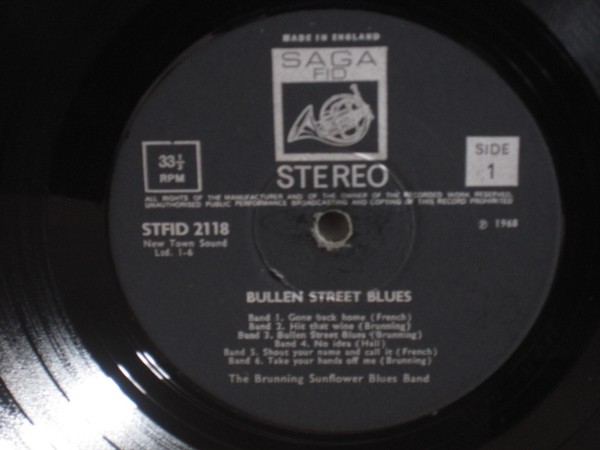 MADE IN ENGLAND
SAGA
FID
33⅓
RPM
SIDE
1
STEREO
ALL RIGHTS OF THE MANUFACTURER AND OF THE OWNER OF THE RECORDED WORK RESERVED.
UNAUTHORISED PUBLIC PERFORMANCE BROADCASTING AND COPYING OF THIS RECORD PROHIBITED
STFID 2118
New Town Sound
Ltd. 1-6
℗ 1968
BULLEN STREET BLUES
Band 1. Gone back home (French)
Band 2. Hit that wine (Brunning)
Band 3. Bullen Street Blues (Brunning)
Band 4. No idea (Hall)
Band 5. Shout your name and call it (French)
Band 6. Take your hands off me (Brunning)
The Brunning Sunflower Blues Band